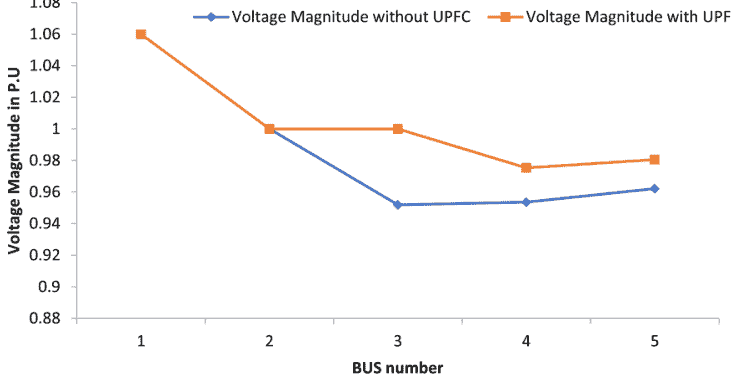 1.08
Voltage Magnitude without UPFC
Voltage Magnitude with UPF
1.06
1.04
1.02
1
0.98
0.96
0.94
0.92
0.9
0.88
Voltage Magnitude in P.U
1 2 3 4 5
BUS number